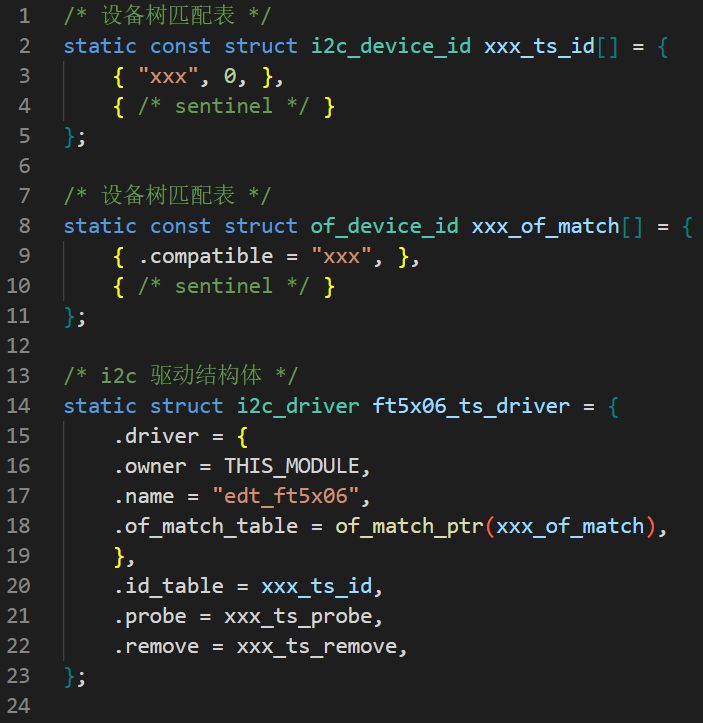 1 /* 设备树匹配表 */
2 static const struct i2c_device_id xxx_ts_id[] = {
3     { "xxx", 0, },
4     { /* sentinel */ }
5 };
6
7 /* 设备树匹配表 */
8 static const struct of_device_id xxx_of_match[] = {
9     { .compatible = "xxx", },
10     { /* sentinel */ }
11 };
12
13 /* i2c 驱动结构体 */
14 static struct i2c_driver ft5x06_ts_driver = {
15     .driver = {
16     .owner = THIS_MODULE,
17     .name = "edt_ft5x06",
18     .of_match_table = of_match_ptr(xxx_of_match),
19     },
20     .id_table = xxx_ts_id,
21     .probe = xxx_ts_probe,
22     .remove = xxx_ts_remove,
23 };
24